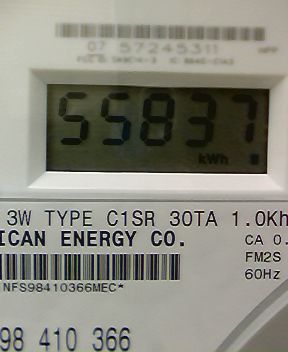 07 57245311
55837
kWh
3W TYPE C1SR 30TA 1.0Kh
ICAN ENERGY CO.
CA 0.
FM2S
NFS98410366MEC*
60Hz
98 410 366